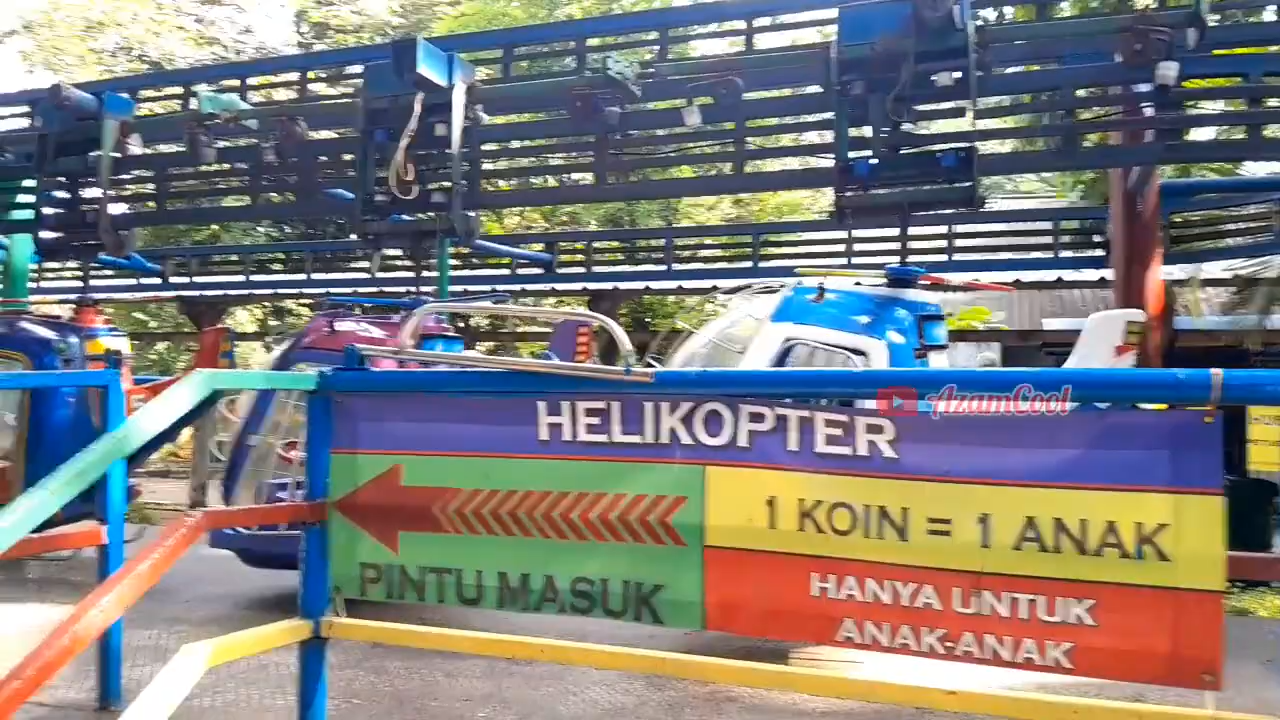 AzamCool
HELIKOPTER
1 KOIN = 1 ANAK
PINTU MASUK
HANYA UNTUK
ANAK-ANAK